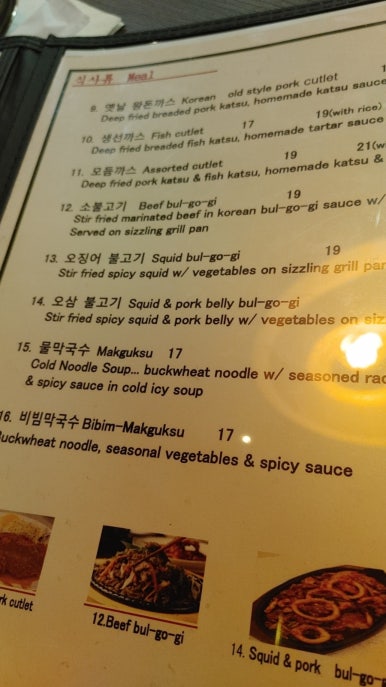 식사류 Meal
9. 옛날 왕돈까스 Korean old style pork cutlet
Deep fried breaded pork katsu, homemade katsu sauce
10. 생선까스 Fish cutlet 17 19(with rice)
Deep fried breaded fish katsu, homemade tartar sauce
11. 모듬까스 Assorted cutlet 19 21(w
Deep fried pork katsu & fish katsu, homemade katsu &
12. 소불고기 Beef bul-go-gi 19
Stir fried marinated beef in korean bul-go-gi sauce w/
Served on sizzling grill pan
13. 오징어 불고기 Squid bul-go-gi 19
Stir fried spicy squid w/ vegetables on sizzling grill pan
14. 오삼 불고기 Squid & pork belly bul-go-gi
Stir fried spicy squid & pork belly w/ vegetables on siz
15. 물막국수 Makguksu 17
Cold Noodle Soup... buckwheat noodle w/ seasoned rad
& spicy sauce in cold icy soup
16. 비빔막국수 Bibim-Makguksu 17
Buckwheat noodle, seasonal vegetables & spicy sauce
rk cutlet
12.Beef bul-go-gi
14. Squid & pork bul-go-g